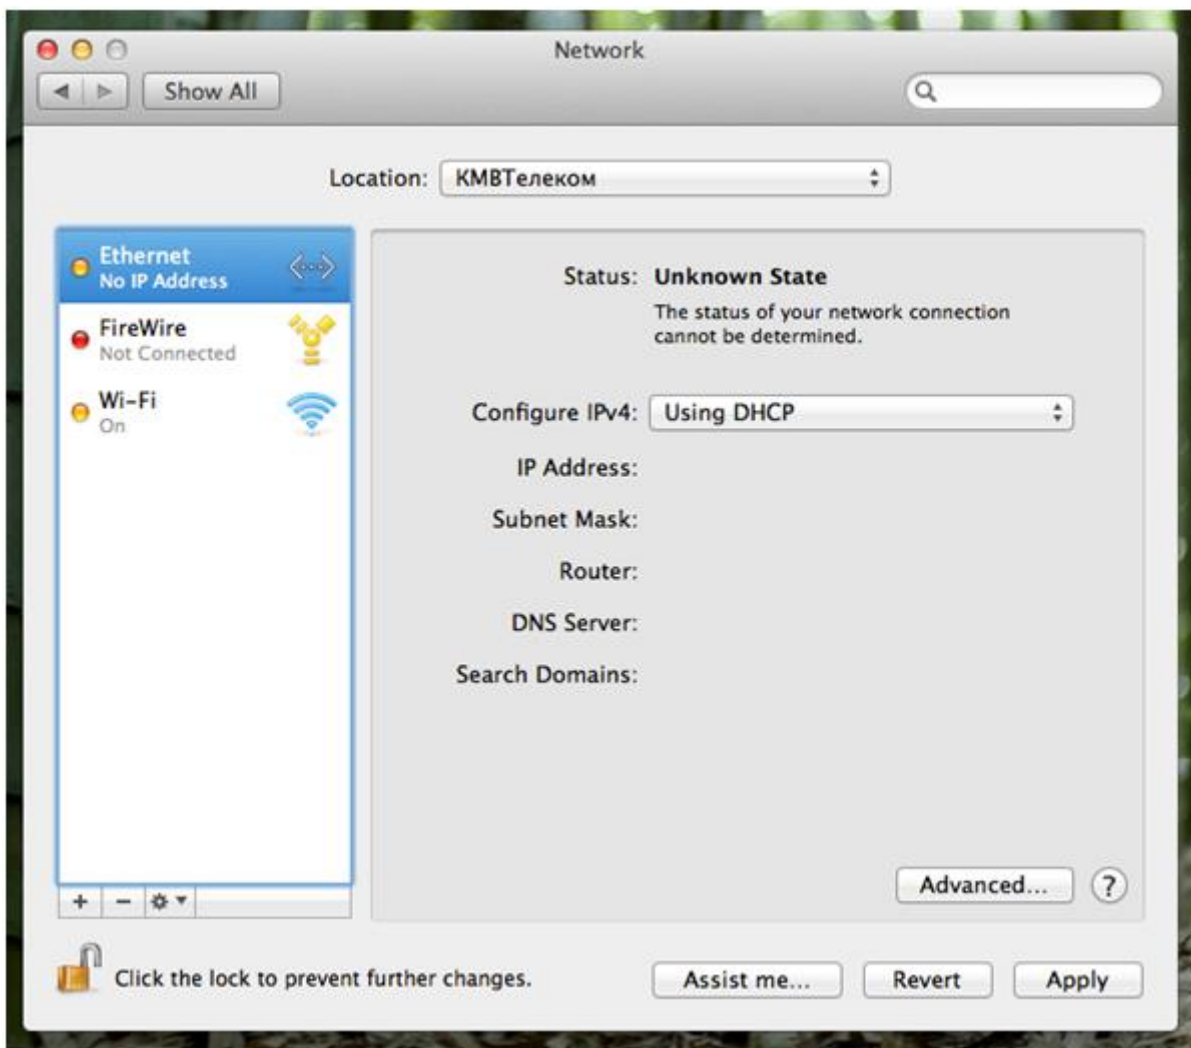 Network
Show All
Location: КМВТелеком
Ethernet
No IP Address
FireWire
Not Connected
Wi-Fi
On
Status: Unknown State
The status of your network connection
cannot be determined.
Configure IPv4: Using DHCP
IP Address:
Subnet Mask:
Router:
DNS Server:
Search Domains:
Advanced... ?
Click the lock to prevent further changes.
Assist me... Revert Apply